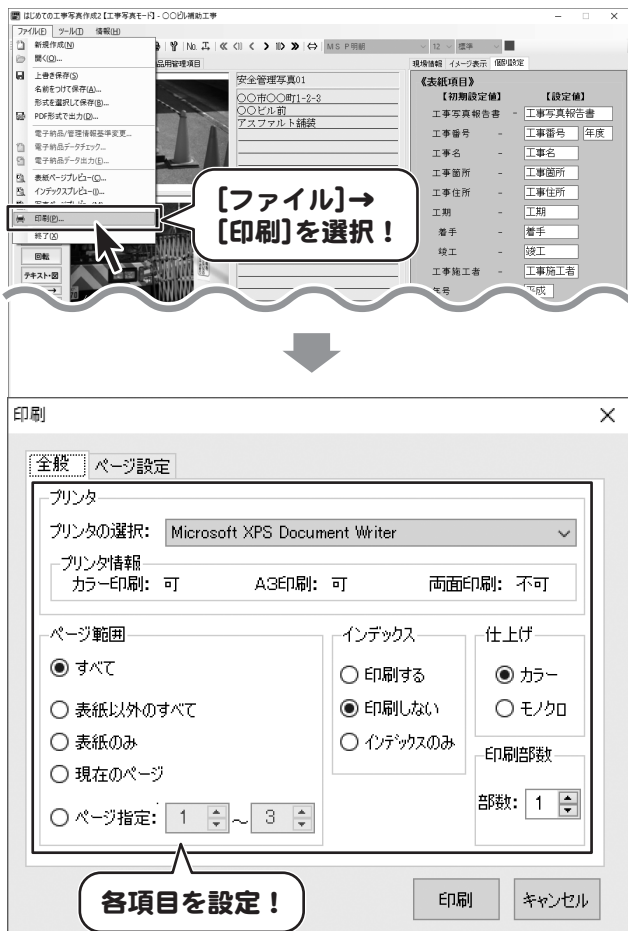 はじめての工事写真作成2【工事写真モード】 - ○○ビル補助工事
ファイル(F) ツール(T) 情報(H)
新規作成(N)
開く(O)...
上書き保存(S)
名前をつけて保存(A)...
形式を選択して保存(B)...
PDF形式で出力(D)...
電子納品/管理情報基準変更...
電子納品データチェック...
電子納品データ出力(E)...
表紙ページプレビュー(C)...
インデックスプレビュー(I)...
印刷(P)...
終了(X)
回転
テキスト・図
No.
MS P明朝
12
標準
品用管理項目
安全管理写真01
○○市○○町1-2-3
○○ビル前
アスファルト舗装
現場情報 イメージ表示 個別設定
《表紙項目》
【初期設定値】 【設定値】
工事写真報告書 - 工事写真報告書
工事番号 - 工事番号 年度
工事名 - 工事名
工事箇所 - 工事箇所
工事住所 - 工事住所
工期 - 工期
着手 - 着手
竣工 - 竣工
工事施工者 - 工事施工者
年号 平成
[ファイル]→
[印刷]を選択！
印刷
全般 ページ設定
プリンタ
プリンタの選択： Microsoft XPS Document Writer
プリンタ情報
カラー印刷： 可 A3印刷： 可 両面印刷： 不可
ページ範囲
すべて
表紙以外のすべて
表紙のみ
現在のページ
ページ指定： 1 ～ 3
インデックス
印刷する
印刷しない
インデックスのみ
仕上げ
カラー
モノクロ
印刷部数
部数： 1
各項目を設定！
印刷 キャンセル